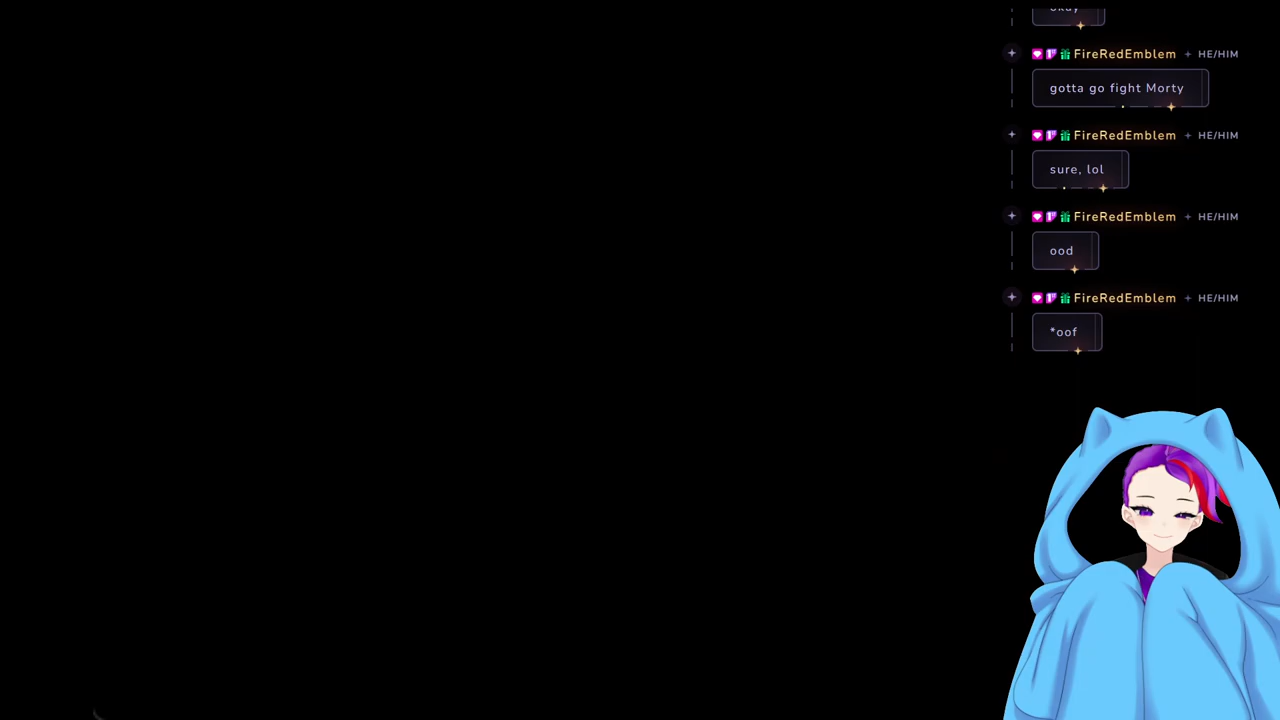 okay
FireRedEmblem HE/HIM
gotta go fight Morty
FireRedEmblem HE/HIM
sure, lol
FireRedEmblem HE/HIM
ood
FireRedEmblem HE/HIM
*oof